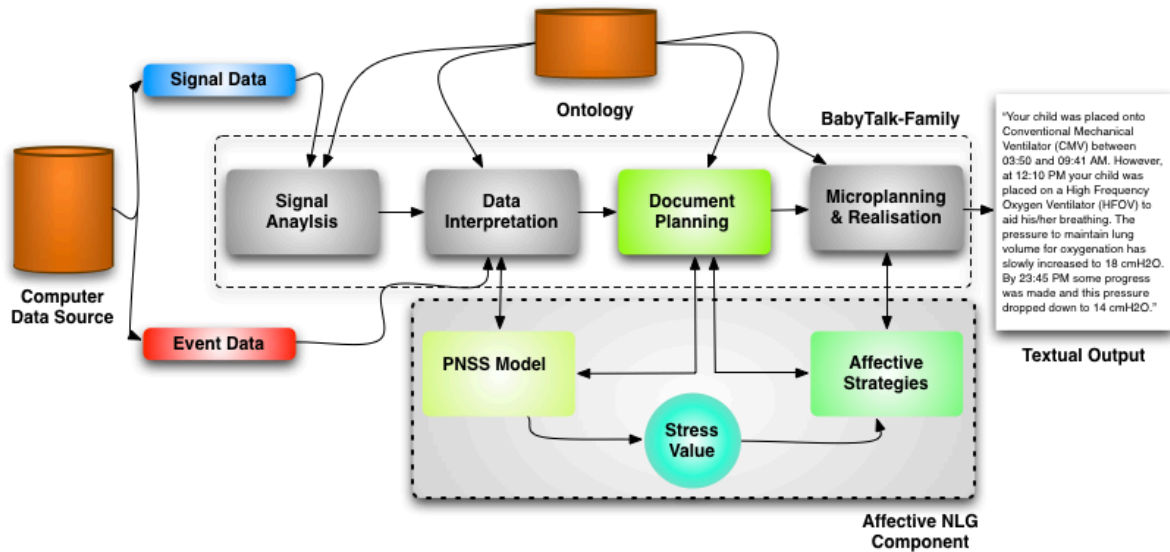 Signal Data
Ontology
BabyTalk-Family
Computer
Data Source
Signal
Anaylsis
Data
Interpretation
Document
Planning
Microplanning
& Realisation
"Your child was placed onto
Conventional Mechanical
Ventilator (CMV) between
03:50 and 09:41 AM. However,
at 12:10 PM your child was
placed on a High Frequency
Oxygen Ventilator (HFOV) to
aid his/her breathing. The
pressure to maintain lung
volume for oxygenation has
slowly increased to 18 cmH2O.
By 23:45 PM some progress
was made and this pressure
dropped down to 14 cmH2O."
Textual Output
Event Data
PNSS Model
Affective
Strategies
Stress
Value
Affective NLG
Component